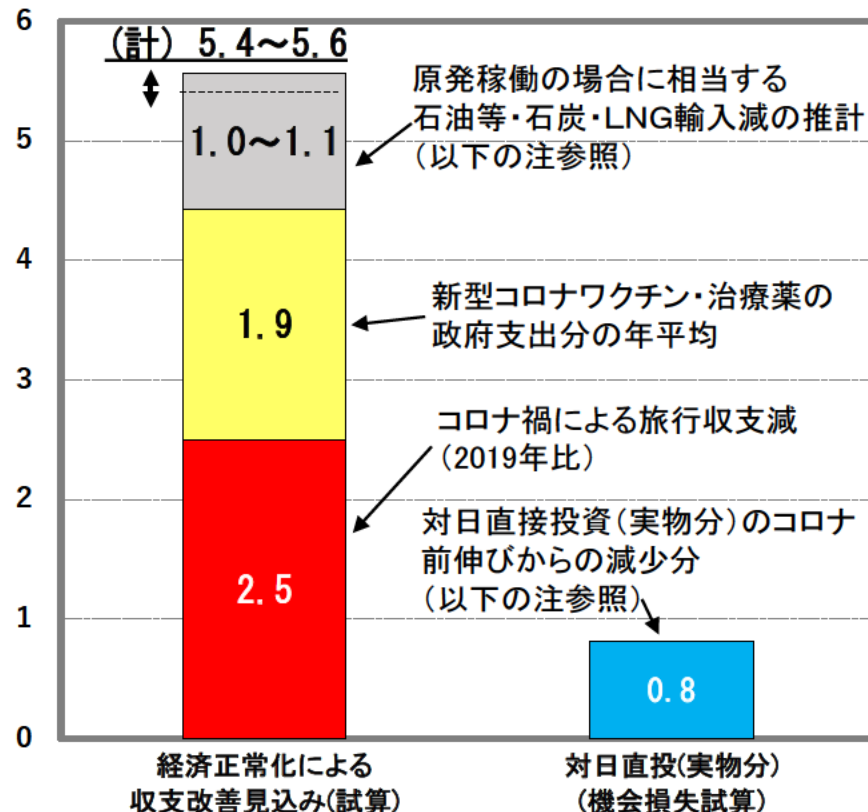 6
5
4
3
2
1
0
(計) 5.4～5.6
1.0～1.1
1.9
2.5
0.8
原発稼働の場合に相当する
石油等・石炭・LNG輸入減の推計
(以下の注参照)
新型コロナワクチン・治療薬の
政府支出分の年平均
コロナ禍による旅行収支減
(2019年比)
対日直接投資(実物分)のコロナ
前伸びからの減少分
(以下の注参照)
経済正常化による
収支改善見込み(試算)
対日直投(実物分)
(機会損失試算)